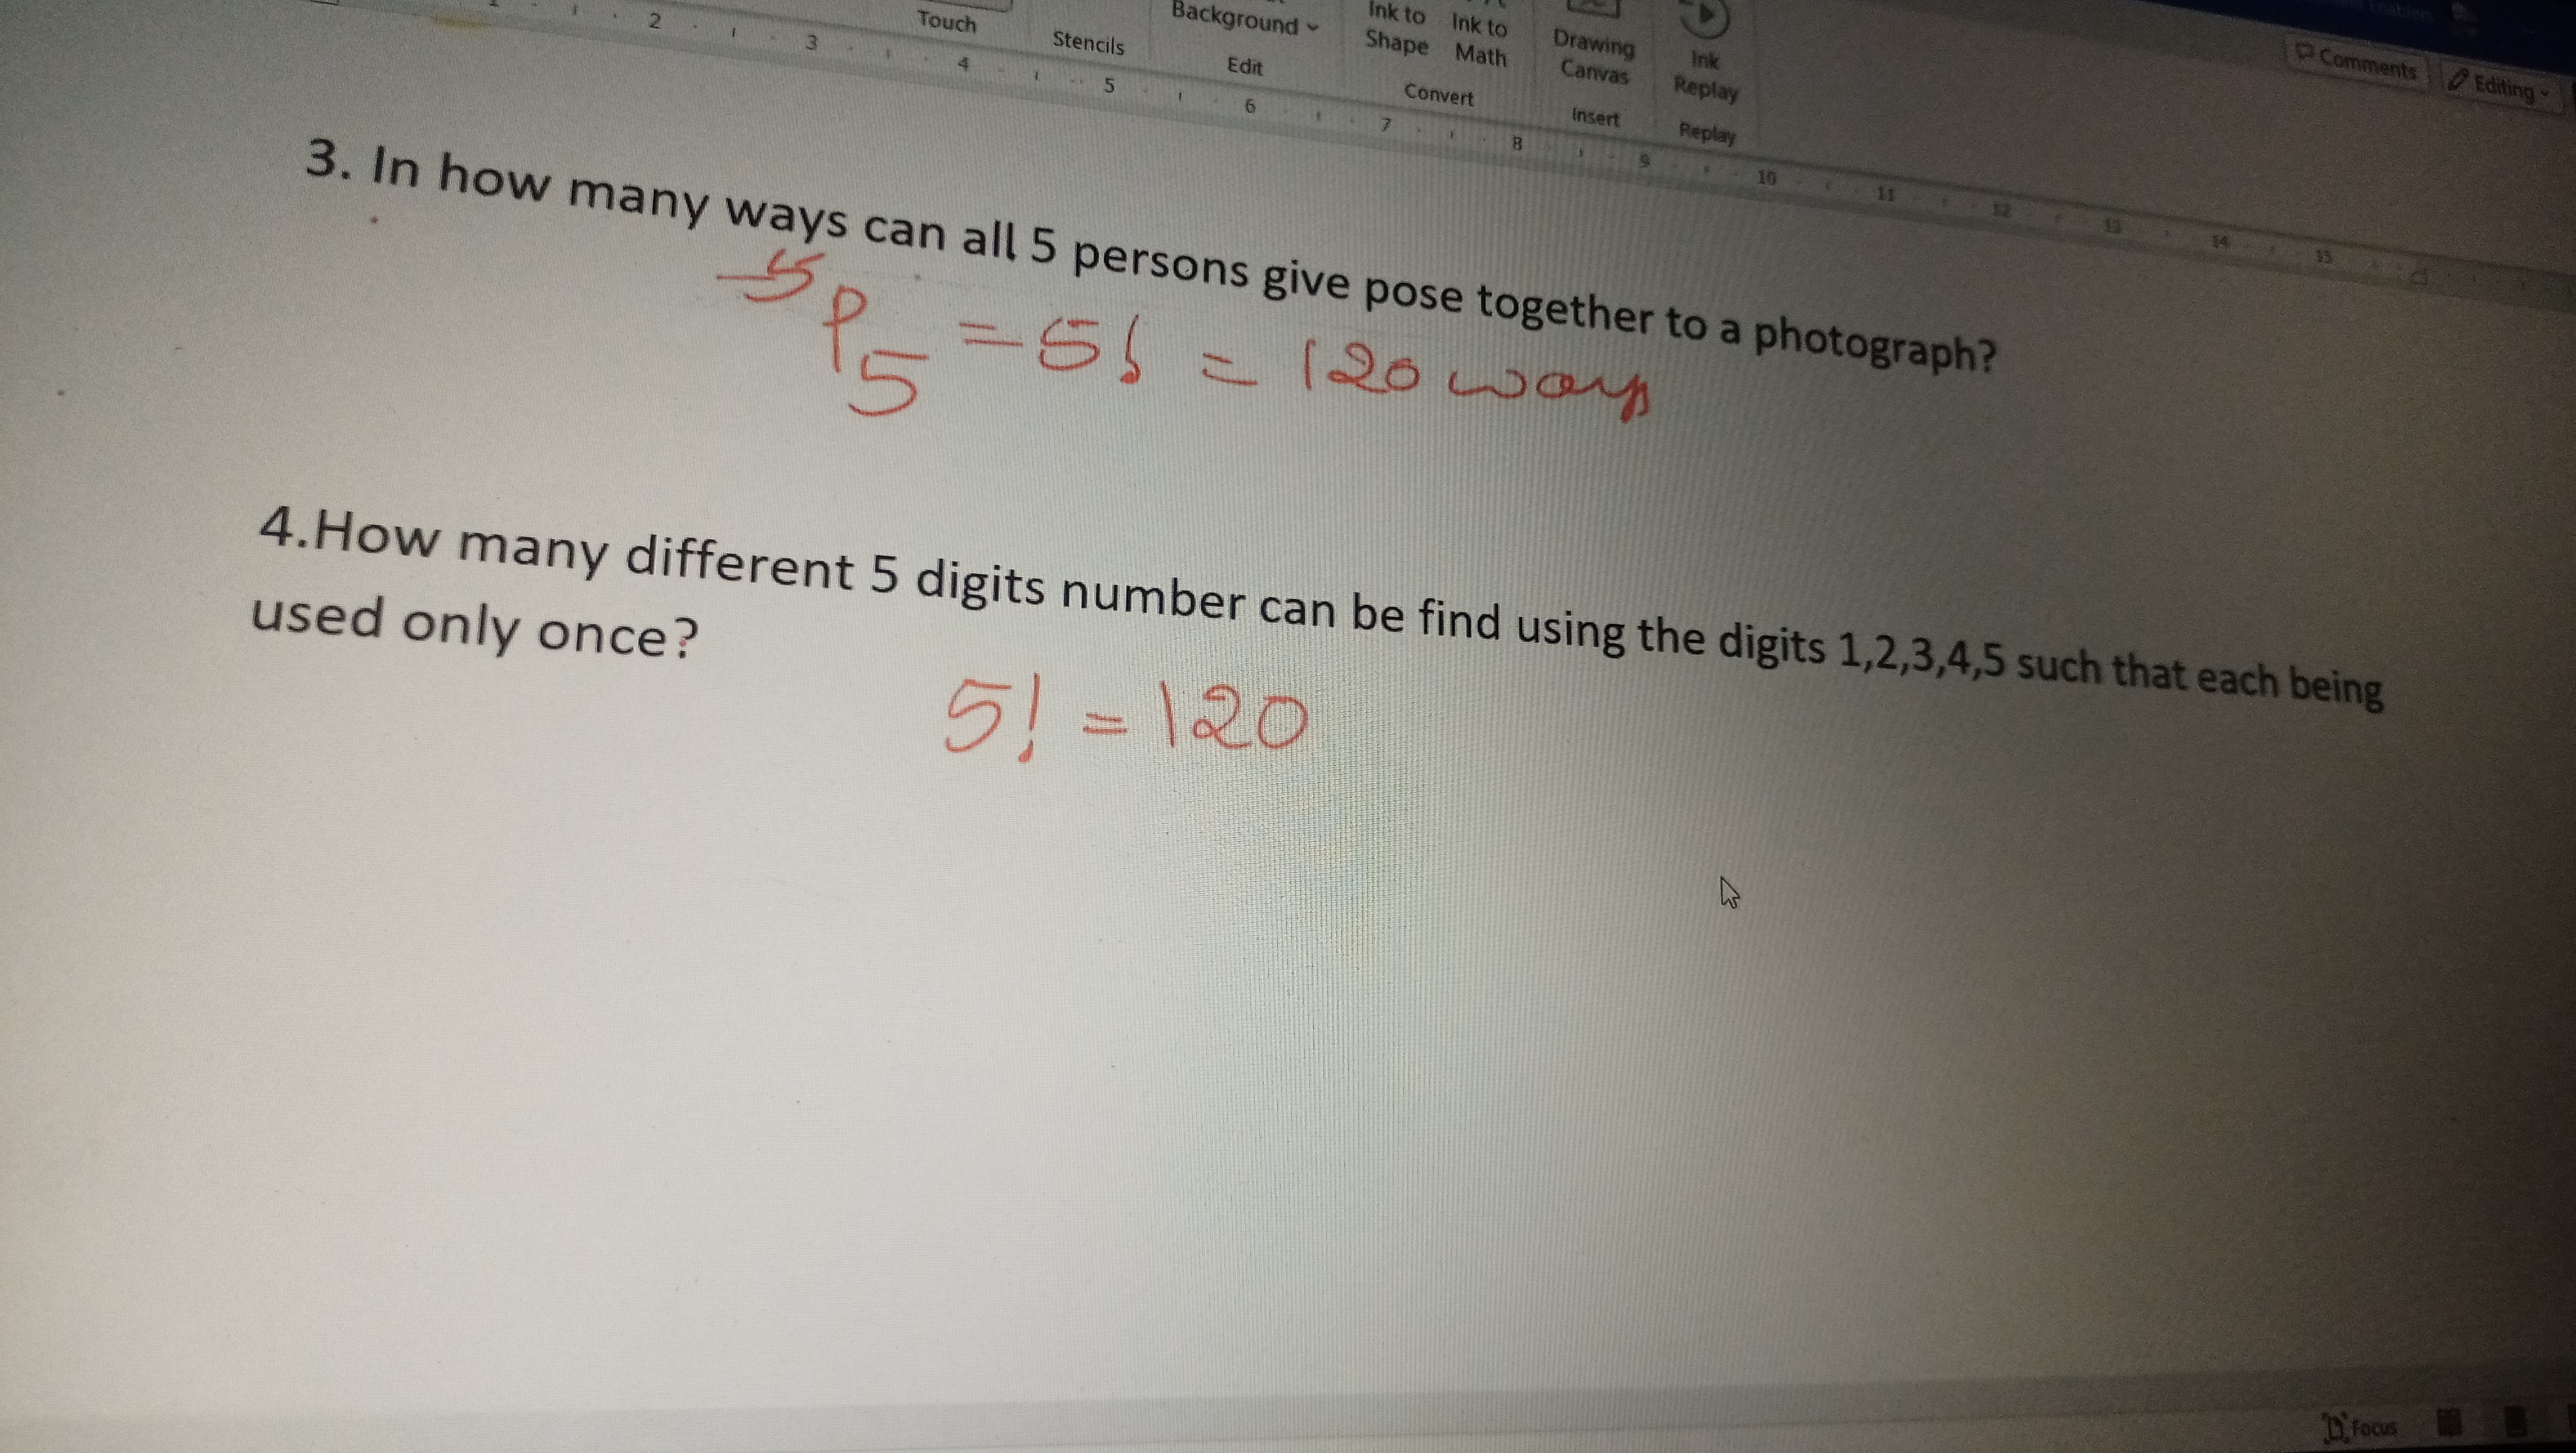 Touch Stencils Background Ink to Shape Ink to Math Drawing Canvas Ink Replay
Edit Convert Insert Replay
Comments Editing
2 3 4 5 6 7 8 9 10 11 12 13 14 15
3. In how many ways can all 5 persons give pose together to a photograph?
5P5 = 5! = 120 ways
4.How many different 5 digits number can be find using the digits 1,2,3,4,5 such that each being
used only once?
5! = 120
Focus